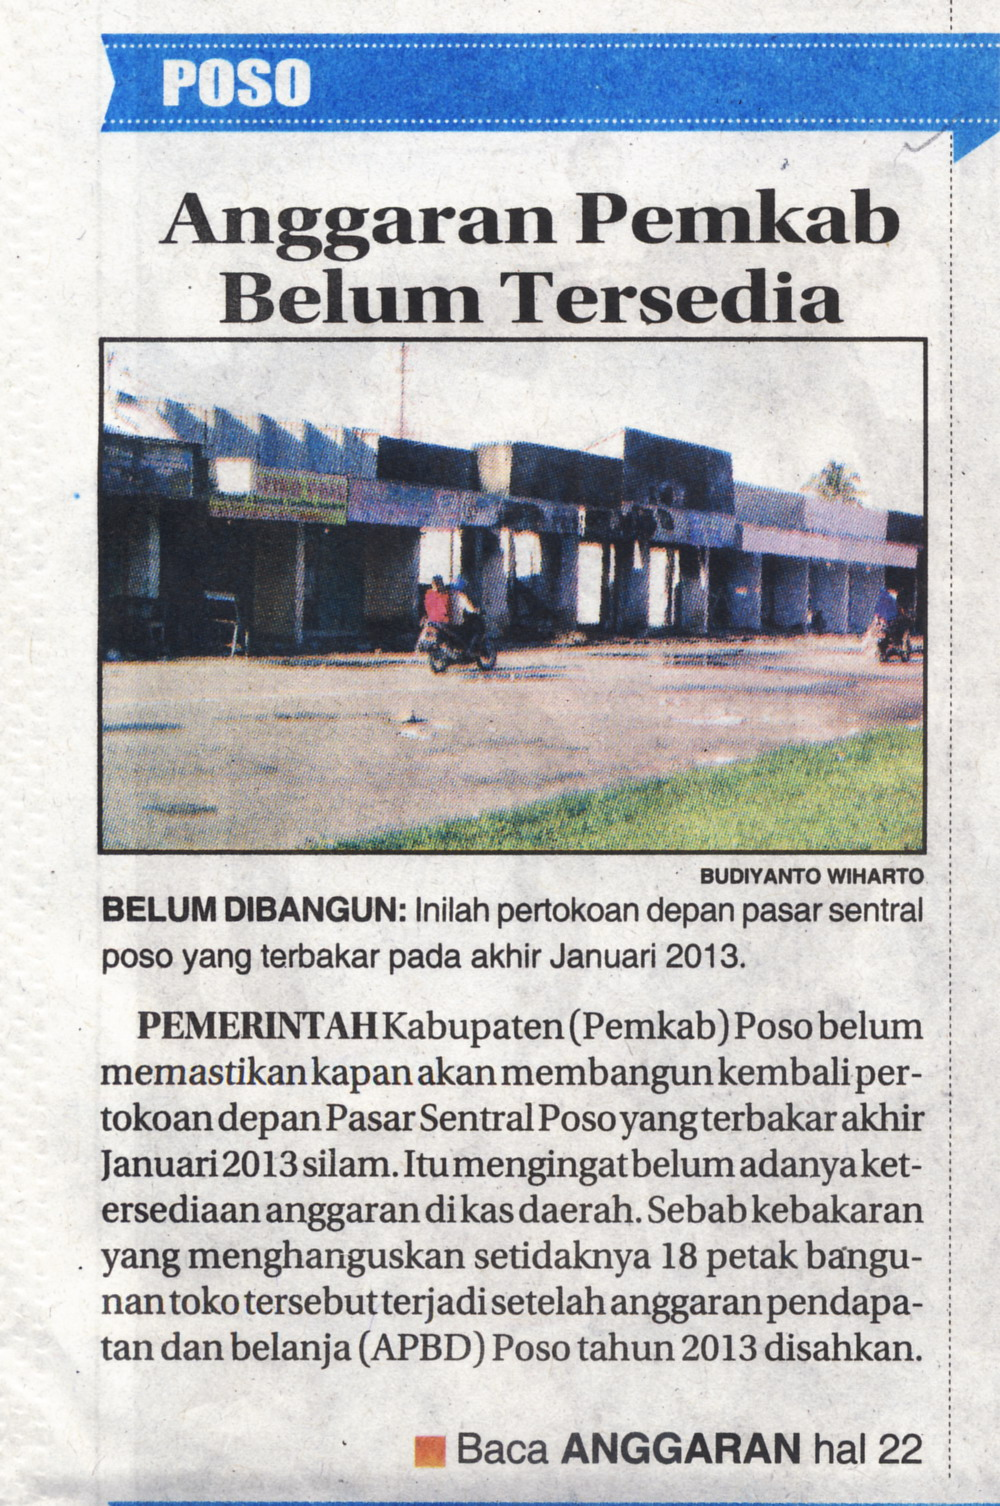 POSO
Anggaran Pemkab
Belum Tersedia
BUDIYANTO WIHARTO
BELUM DIBANGUN: Inilah pertokoan depan pasar sentral
poso yang terbakar pada akhir Januari 2013.
PEMERINTAH Kabupaten (Pemkab) Poso belum
memastikan kapan akan membangun kembali per-
tokoan depan Pasar Sentral Poso yang terbakar akhir
Januari 2013 silam. Itu mengingat belum adanya ket-
ersediaan anggaran di kas daerah. Sebab kebakaran
yang menghanguskan setidaknya 18 petak bangu-
nan toko tersebut terjadi setelah anggaran pendapa-
tan dan belanja (APBD) Poso tahun 2013 disahkan.
Baca ANGGARAN hal 22